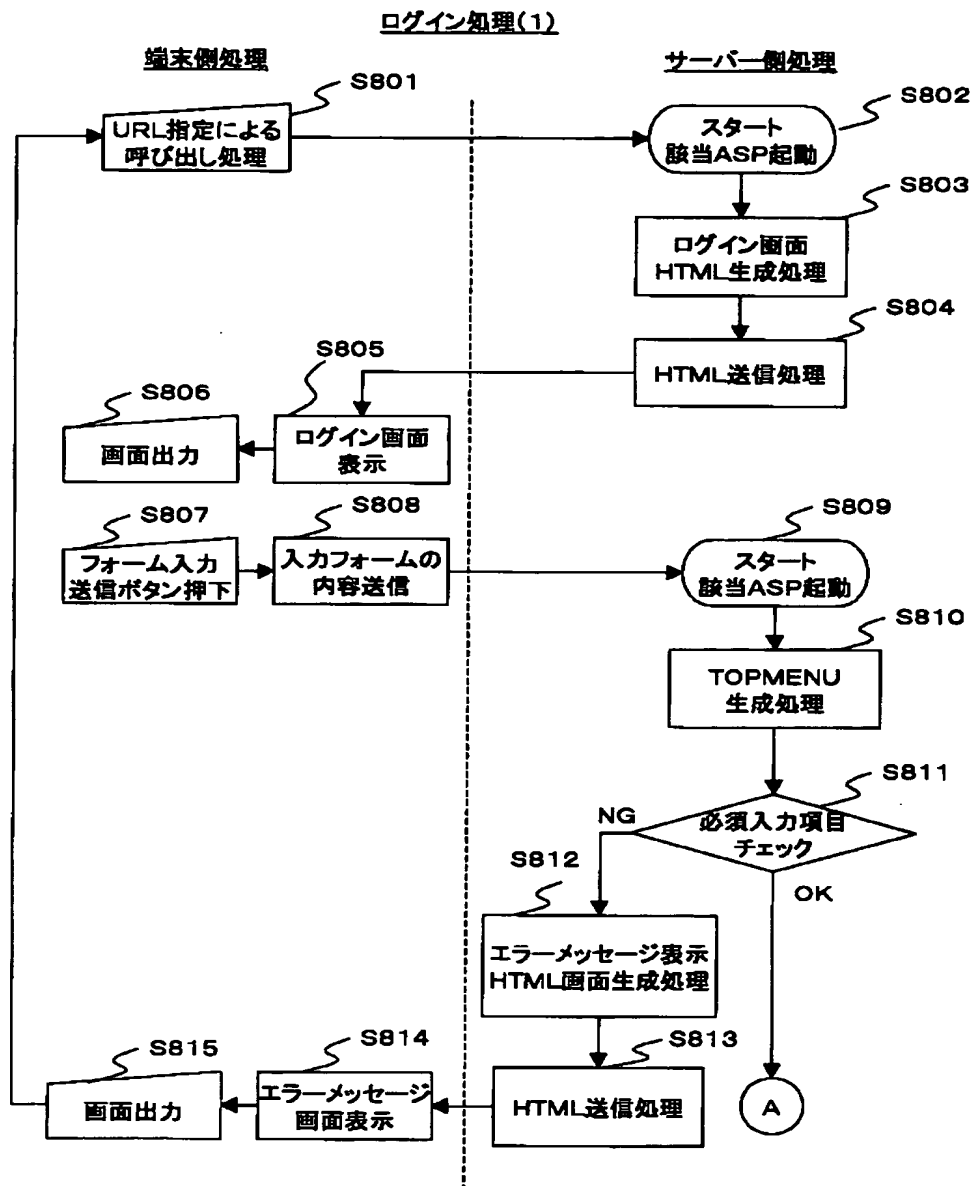 ログイン処理(1)
端末側処理
サーバー側処理
S801
URL指定による
呼び出し処理
S802
スタート
該当ASP起動
S803
ログイン画面
HTML生成処理
S804
HTML送信処理
S805
ログイン画面
表示
S806
画面出力
S807
フォーム入力
送信ボタン押下
S808
入力フォームの
内容送信
S809
スタート
該当ASP起動
S810
TOPMENU
生成処理
S811
必須入力項目
チェック
NG
OK
S812
エラーメッセージ表示
HTML画面生成処理
S813
HTML送信処理
S814
エラーメッセージ
画面表示
S815
画面出力
A